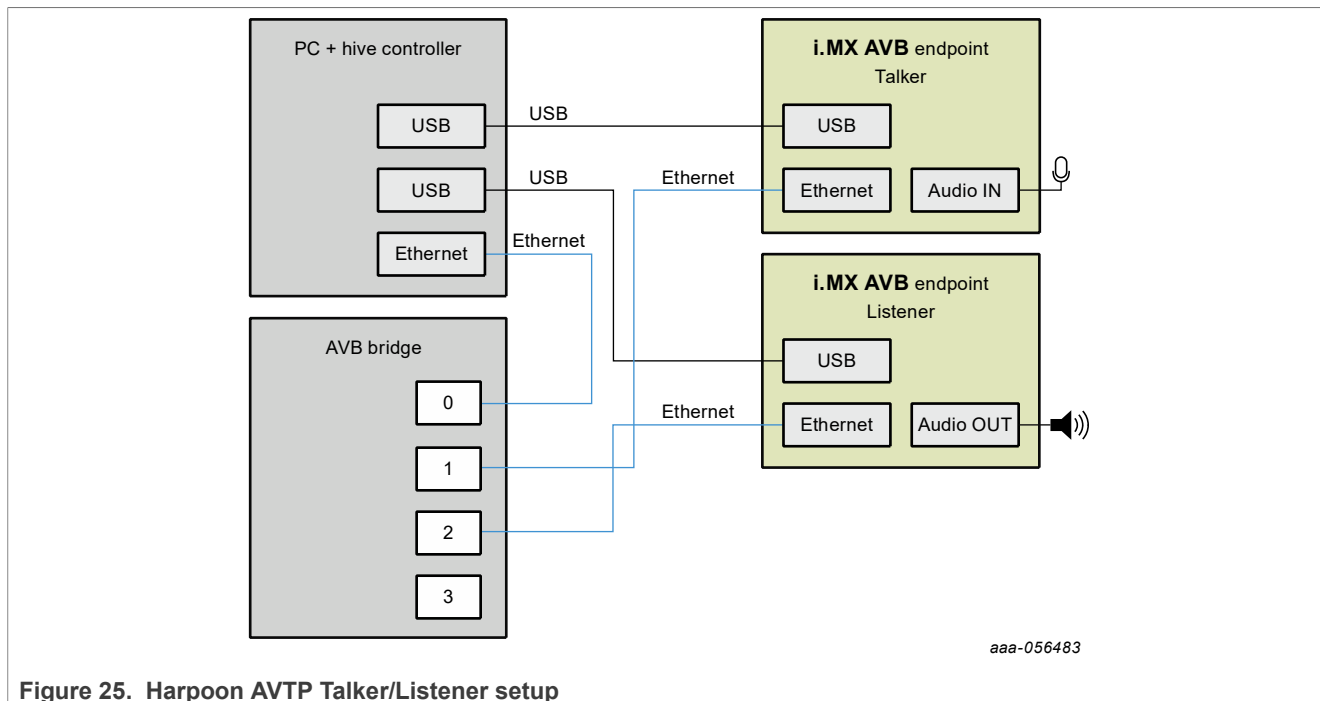 PC + hive controller
USB
USB
Ethernet
USB
USB
Ethernet
Ethernet
Ethernet
i.MX AVB endpoint
Talker
USB
Ethernet
Audio IN
i.MX AVB endpoint
Listener
USB
Ethernet
Audio OUT
AVB bridge
0
1
2
3
aaa-056483
Figure 25. Harpoon AVTP Talker/Listener setup